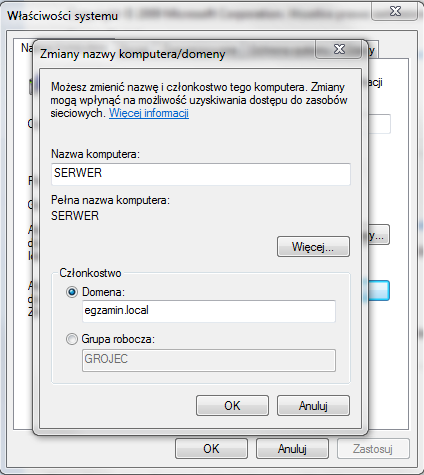 Właściwości systemu
Zmiany nazwy komputera/domeny
Możesz zmienić nazwę i członkostwo tego komputera. Zmiany
mogą wpłynąć na możliwość uzyskiwania dostępu do zasobów
sieciowych. Więcej informacji
Nazwa komputera:
SERWER
Pełna nazwa komputera:
SERWER
Więcej...
Członkostwo
Domena:
egzamin.local
Grupa robocza:
GROJEC
OK Anuluj
OK Anuluj Zastosuj